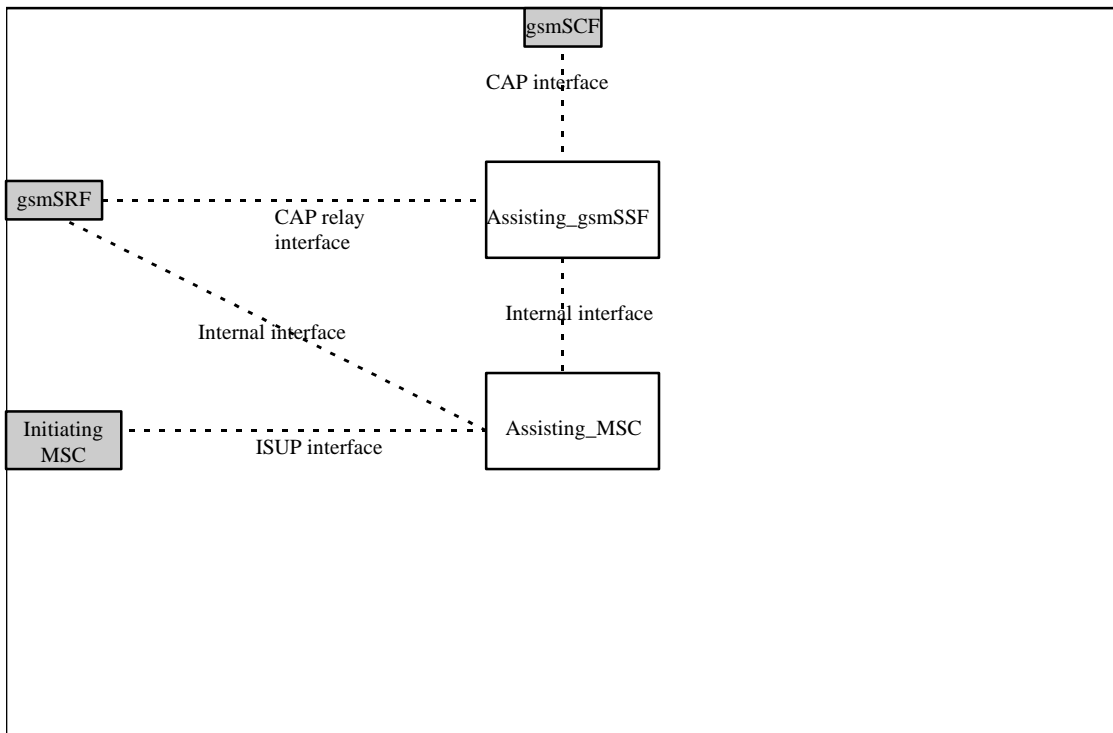 gsmSCF
CAP interface
gsmSRF
CAP relay
interface
Assisting_gsmSSF
Internal interface
Internal interface
Initiating
MSC
ISUP interface
Assisting_MSC